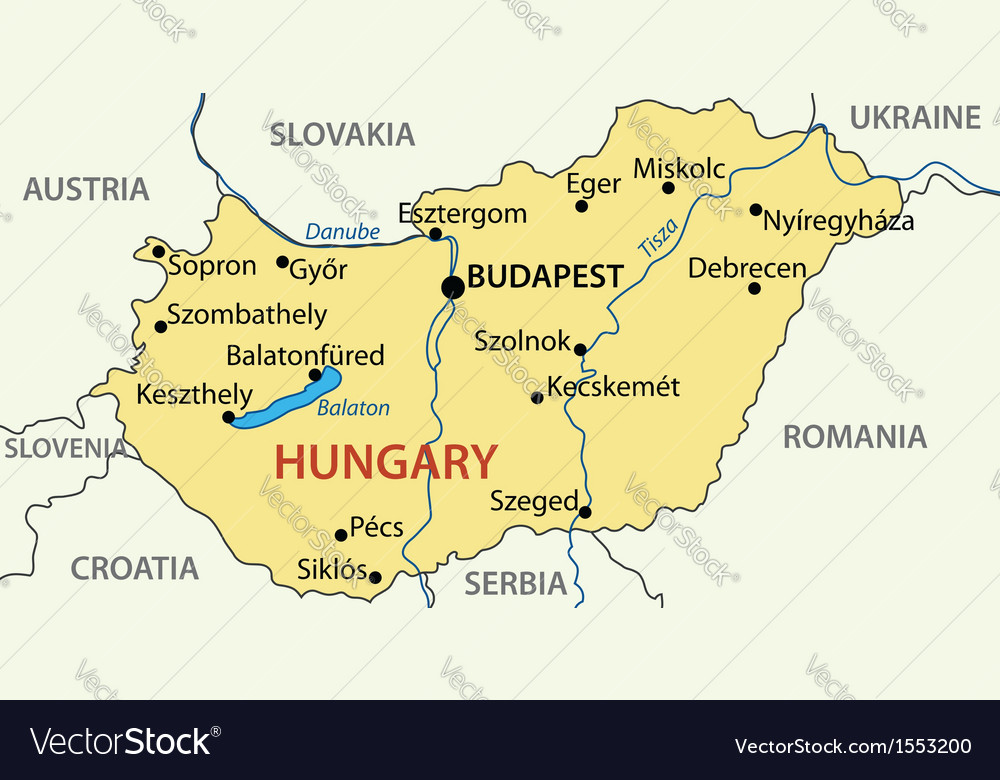 UKRAINE
SLOVAKIA
AUSTRIA
Miskolc
Eger
Esztergom
Nyíregyháza
Danube
Tisza
Sopron
Győr
BUDAPEST
Debrecen
Szombathely
Szolnok
Balatonfüred
Keszthely
Kecskemét
Balaton
SLOVENIA
ROMANIA
HUNGARY
Szeged
Pécs
Siklós
CROATIA
SERBIA
VectorStock®
VectorStock.com/1553200